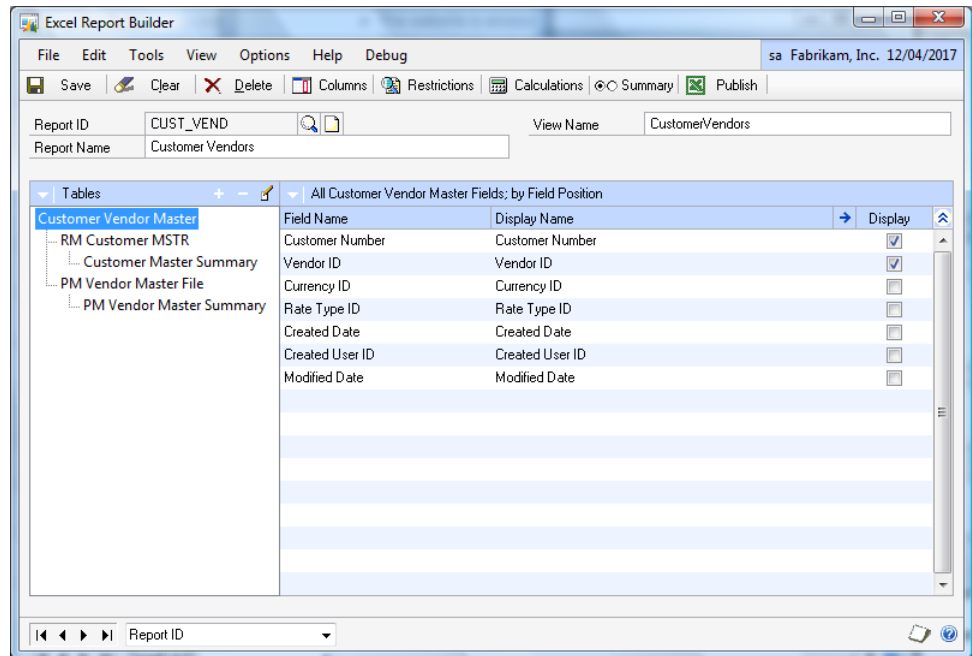 Excel Report Builder
File Edit Tools View Options Help Debug sa Fabrikam, Inc. 12/04/2017
Save Clear Delete Columns Restrictions Calculations Summary Publish
Report ID CUST_VEND View Name CustomerVendors
Report Name Customer Vendors
Tables All Customer Vendor Master Fields; by Field Position
Customer Vendor Master Field Name Display Name Display
RM Customer MSTR Customer Number Customer Number
Customer Master Summary Vendor ID Vendor ID
PM Vendor Master File Currency ID Currency ID
PM Vendor Master Summary Rate Type ID Rate Type ID
Created Date Created Date
Created User ID Created User ID
Modified Date Modified Date
Report ID